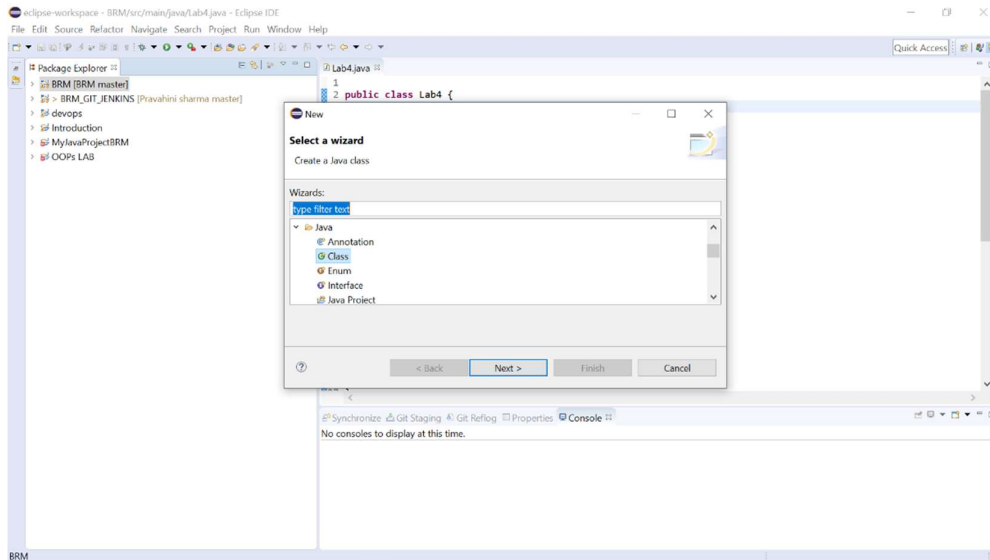 eclipse-workspace - BRM/src/main/java/Lab4.java - Eclipse IDE
File Edit Source Refactor Navigate Search Project Run Window Help
Quick Access
Package Explorer
BRM [BRM master]
> BRM_GIT_JENKINS [Pravahini sharma master]
devops
Introduction
MyJavaProjectBRM
OOPs LAB
Lab4.java
1
2 public class Lab4 {
New
Select a wizard
Create a Java class
Wizards:
type filter text
Java
Annotation
Class
Enum
Interface
Java Project
< Back Next > Finish Cancel
Synchronize Git Staging Git Reflog Properties Console
No consoles to display at this time.
BRM